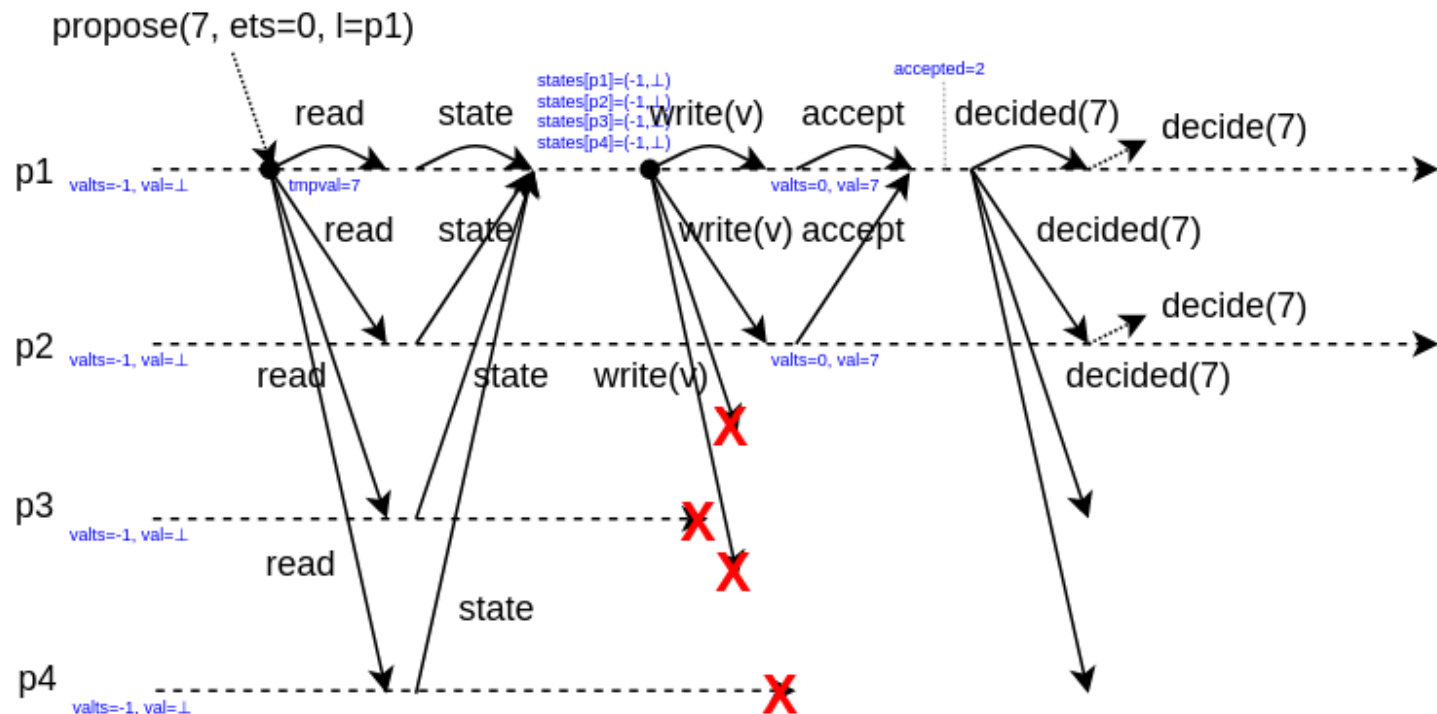 propose(7, ets=0, l=p1)
accepted=2
states[p1]=(-1,⊥)
states[p2]=(-1,⊥)
states[p3]=(-1,⊥)
states[p4]=(-1,⊥)
read
state
write(v)
accept
decided(7)
decide(7)
p1
valts=-1, val=⊥
tmpval=7
valts=0, val=7
read
state
write(v)
accept
decided(7)
decide(7)
p2
valts=-1, val=⊥
valts=0, val=7
read
state
write(v)
decided(7)
X
p3
valts=-1, val=⊥
X
X
read
state
p4
valts=-1, val=⊥
X